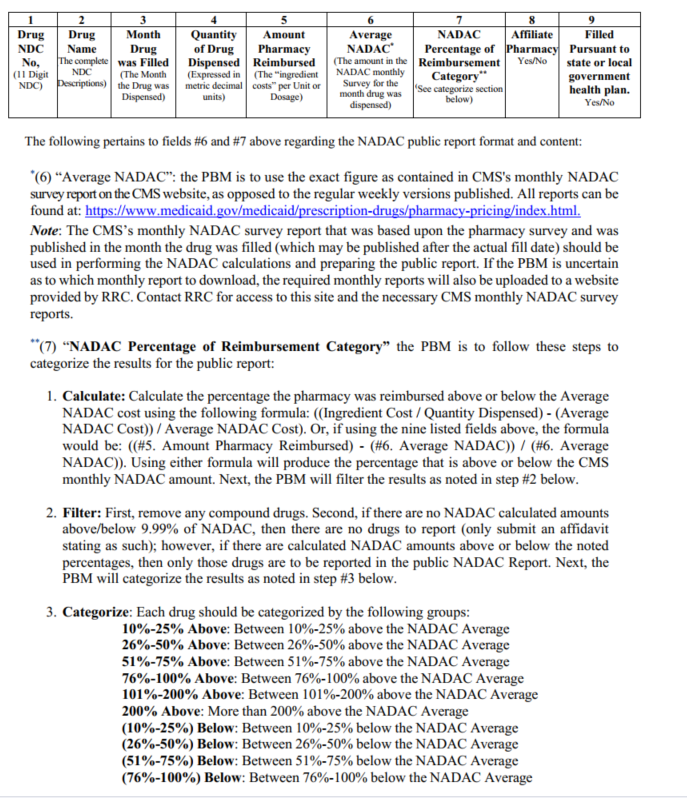 1 2 3 4 5 6 7 8 9
Drug Drug Month Quantity Amount Average NADAC Affiliate Filled
NDC Name Drug of Drug Pharmacy NADAC* Percentage of Pharmacy Pursuant to
No, (The complete was Filled Dispensed Reimbursed (The amount in the Reimbursement Yes/No state or local
(11 Digit NDC (The Month (Expressed in (The “ingredient NADAC monthly Category** government
NDC) Descriptions) the Drug was metric decimal costs” per Unit or Survey for the (See categorize section health plan.
Dispensed) units) Dosage) month drug was below) Yes/No
dispensed)
The following pertains to fields #6 and #7 above regarding the NADAC public report format and content:
*(6) “Average NADAC”: the PBM is to use the exact figure as contained in CMS's monthly NADAC
survey report on the CMS website, as opposed to the regular weekly versions published. All reports can be
found at: https://www.medicaid.gov/medicaid/prescription-drugs/pharmacy-pricing/index.html.
Note: The CMS’s monthly NADAC survey report that was based upon the pharmacy survey and was
published in the month the drug was filled (which may be published after the actual fill date) should be
used in performing the NADAC calculations and preparing the public report. If the PBM is uncertain
as to which monthly report to download, the required monthly reports will also be uploaded to a website
provided by RRC. Contact RRC for access to this site and the necessary CMS monthly NADAC survey
reports.
**(7) “NADAC Percentage of Reimbursement Category” the PBM is to follow these steps to
categorize the results for the public report:
1. Calculate: Calculate the percentage the pharmacy was reimbursed above or below the Average
NADAC cost using the following formula: ((Ingredient Cost / Quantity Dispensed) - (Average
NADAC Cost)) / Average NADAC Cost). Or, if using the nine listed fields above, the formula
would be: ((#5. Amount Pharmacy Reimbursed) - (#6. Average NADAC)) / (#6. Average
NADAC)). Using either formula will produce the percentage that is above or below the CMS
monthly NADAC amount. Next, the PBM will filter the results as noted in step #2 below.
2. Filter: First, remove any compound drugs. Second, if there are no NADAC calculated amounts
above/below 9.99% of NADAC, then there are no drugs to report (only submit an affidavit
stating as such); however, if there are calculated NADAC amounts above or below the noted
percentages, then only those drugs are to be reported in the public NADAC Report. Next, the
PBM will categorize the results as noted in step #3 below.
3. Categorize: Each drug should be categorized by the following groups:
10%-25% Above: Between 10%-25% above the NADAC Average
26%-50% Above: Between 26%-50% above the NADAC Average
51%-75% Above: Between 51%-75% above the NADAC Average
76%-100% Above: Between 76%-100% above the NADAC Average
101%-200% Above: Between 101%-200% above the NADAC Average
200% Above: More than 200% above the NADAC Average
(10%-25%) Below: Between 10%-25% below the NADAC Average
(26%-50%) Below: Between 26%-50% below the NADAC Average
(51%-75%) Below: Between 51%-75% below the NADAC Average
(76%-100%) Below: Between 76%-100% below the NADAC Average